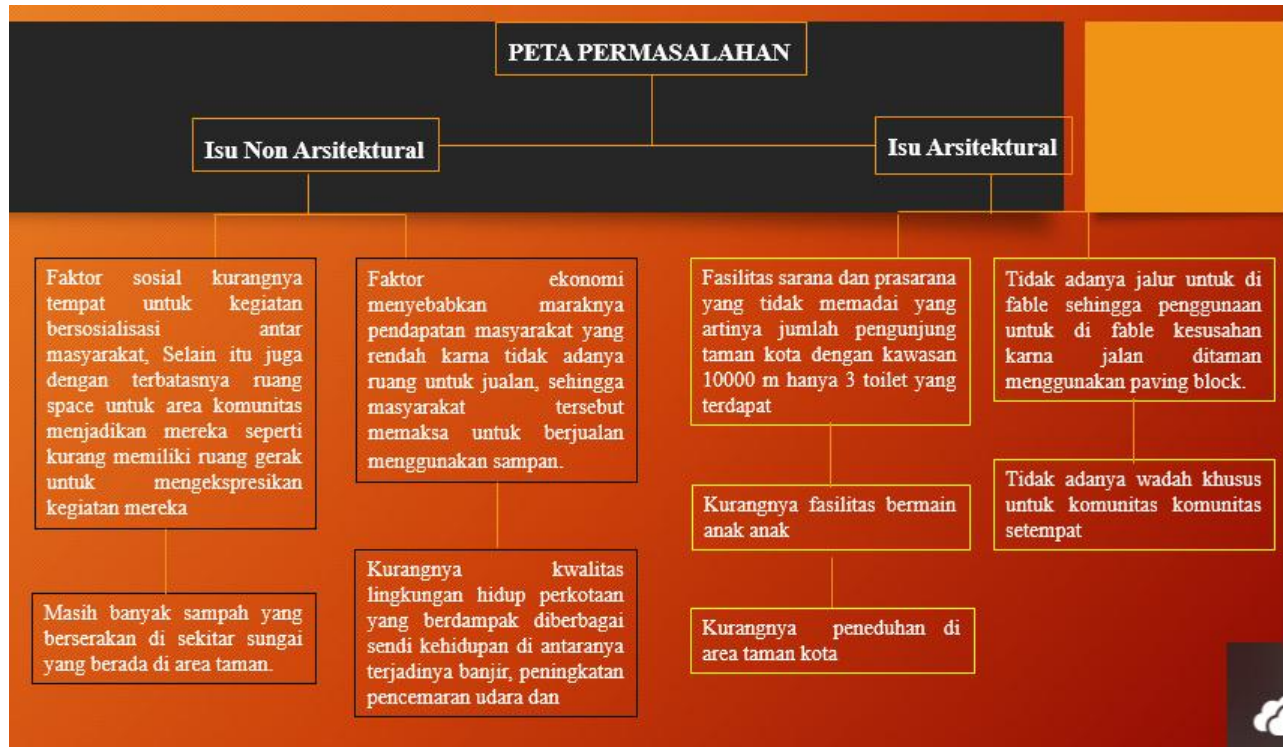 PETA PERMASALAHAN
Isu Non Arsitektural
Isu Arsitektural
Faktor sosial kurangnya
tempat untuk kegiatan
bersosialisasi antar
masyarakat, Selain itu juga
dengan terbatasnya ruang
space untuk area komunitas
menjadikan mereka seperti
kurang memiliki ruang gerak
untuk mengekspresikan
kegiatan mereka
Masih banyak sampah yang
berserakan di sekitar sungai
yang berada di area taman.
Faktor ekonomi
menyebabkan maraknya
pendapatan masyarakat yang
rendah karna tidak adanya
ruang untuk jualan, sehingga
masyarakat tersebut
memaksa untuk berjualan
menggunakan sampan.
Kurangnya kwalitas
lingkungan hidup perkotaan
yang berdampak diberbagai
sendi kehidupan di antaranya
terjadinya banjir, peningkatan
pencemaran udara dan
Fasilitas sarana dan prasarana
yang tidak memadai yang
artinya jumlah pengunjung
taman kota dengan kawasan
10000 m hanya 3 toilet yang
terdapat
Kurangnya fasilitas bermain
anak anak
Kurangnya peneduhan di
area taman kota
Tidak adanya jalur untuk di
fable sehingga penggunaan
untuk di fable kesusahan
karna jalan ditaman
menggunakan paving block.
Tidak adanya wadah khusus
untuk komunitas komunitas
setempat